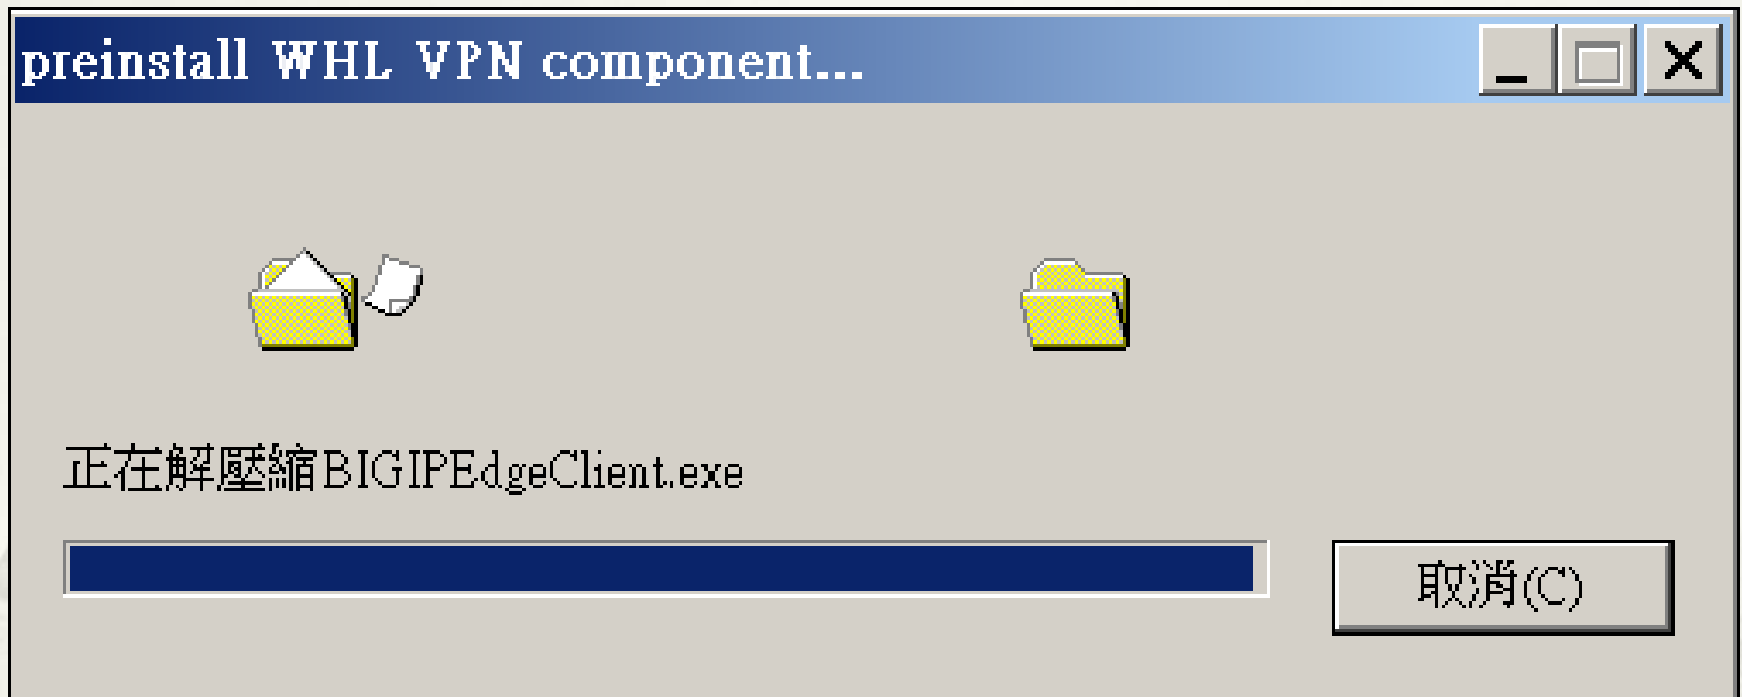 preinstall WHL VPN component...
正在解壓縮BIGIPEdgeClient.exe
取消(C)